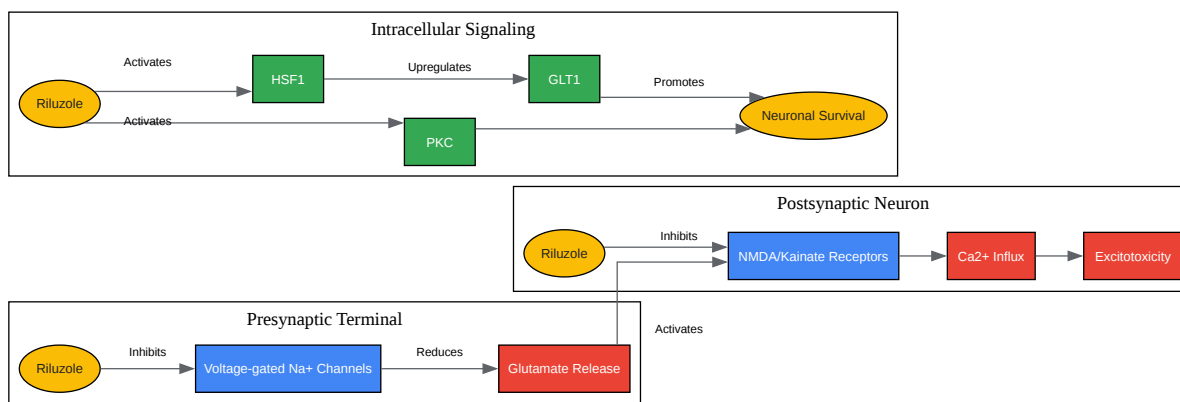 Intracellular Signaling
Activates
HSF1
Upregulates
GLT1
Promotes
Riluzole
Neuronal Survival
Activates
PKC
Postsynaptic Neuron
Riluzole
Inhibits
NMDA/Kainate Receptors
Ca2+ Influx
Excitotoxicity
Presynaptic Terminal
Activates
Riluzole
Inhibits
Voltage-gated Na+ Channels
Reduces
Glutamate Release